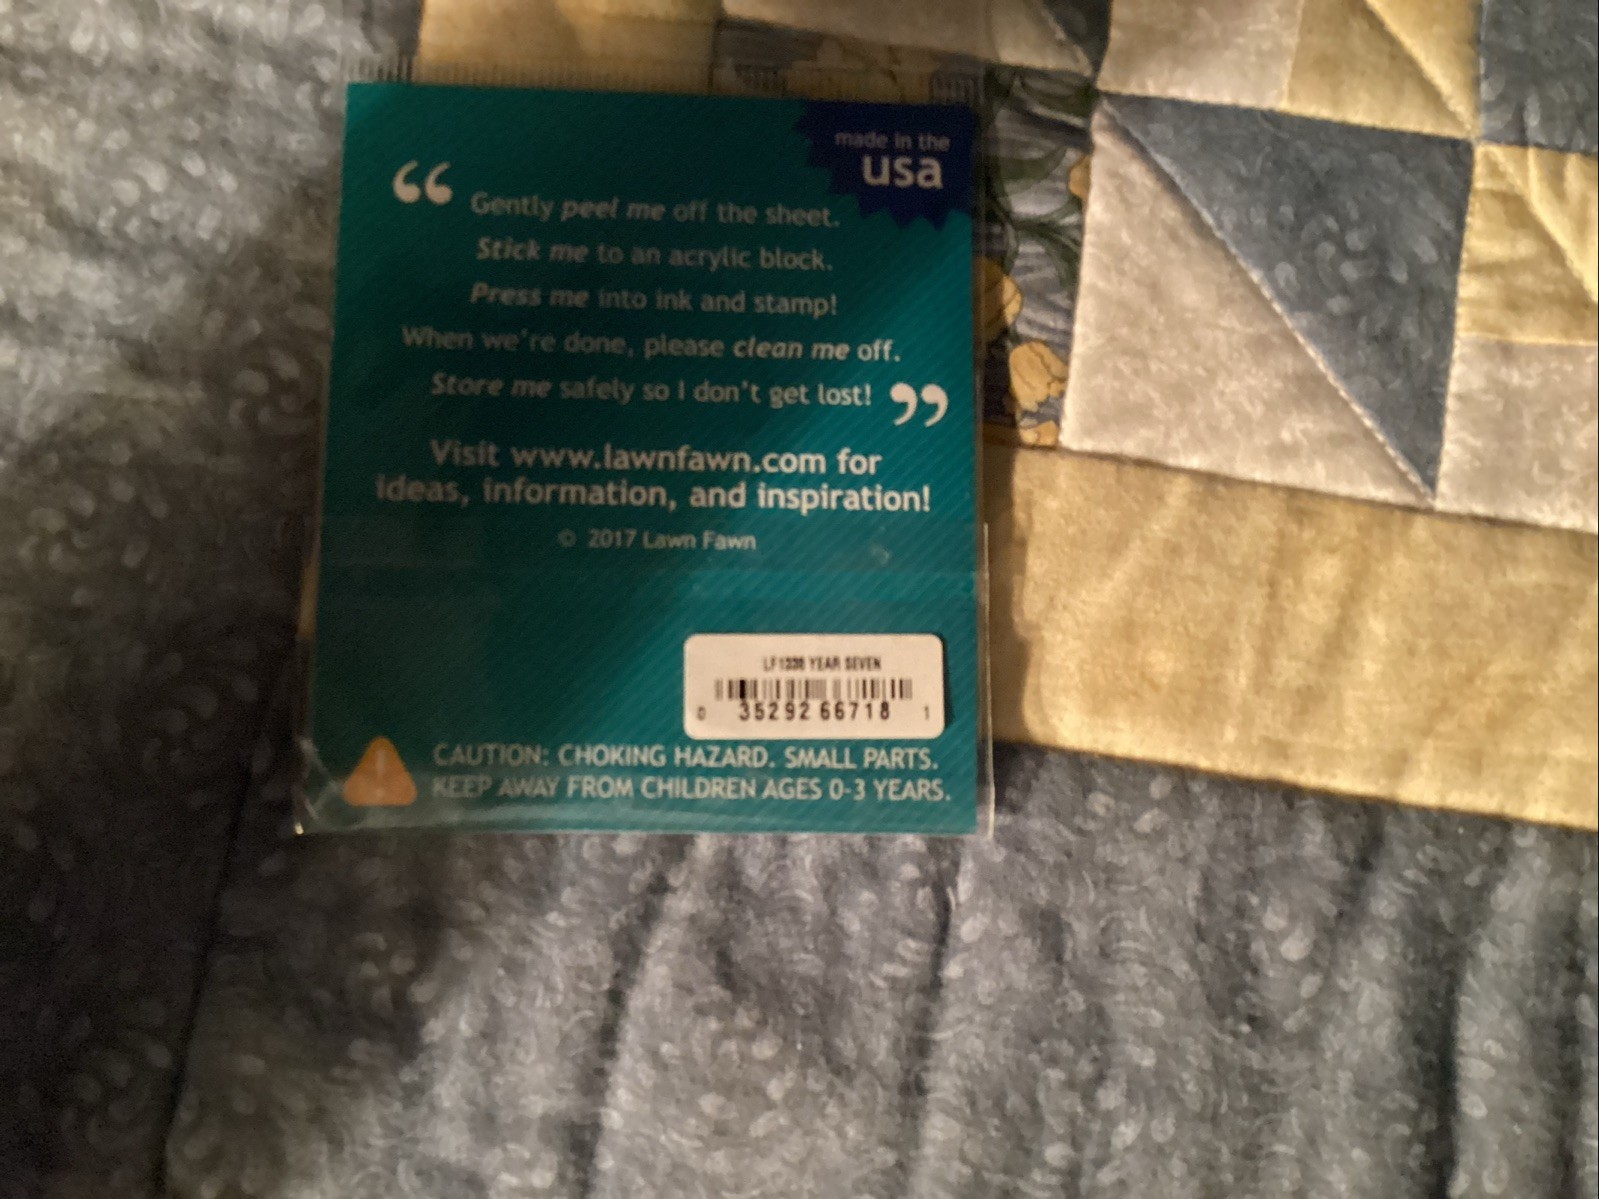 made in the
usa
“ Gently peel me off the sheet.
Stick me to an acrylic block.
Press me into ink and stamp!
When we're done, please clean me off.
Store me safely so I don't get lost! ”
Visit www.lawnfawn.com for
ideas, information, and inspiration!
© 2017 Lawn Fawn
YEAR SEVEN
0 35292 66718 1
CAUTION: CHOKING HAZARD. SMALL PARTS.
KEEP AWAY FROM CHILDREN AGES 0-3 YEARS.